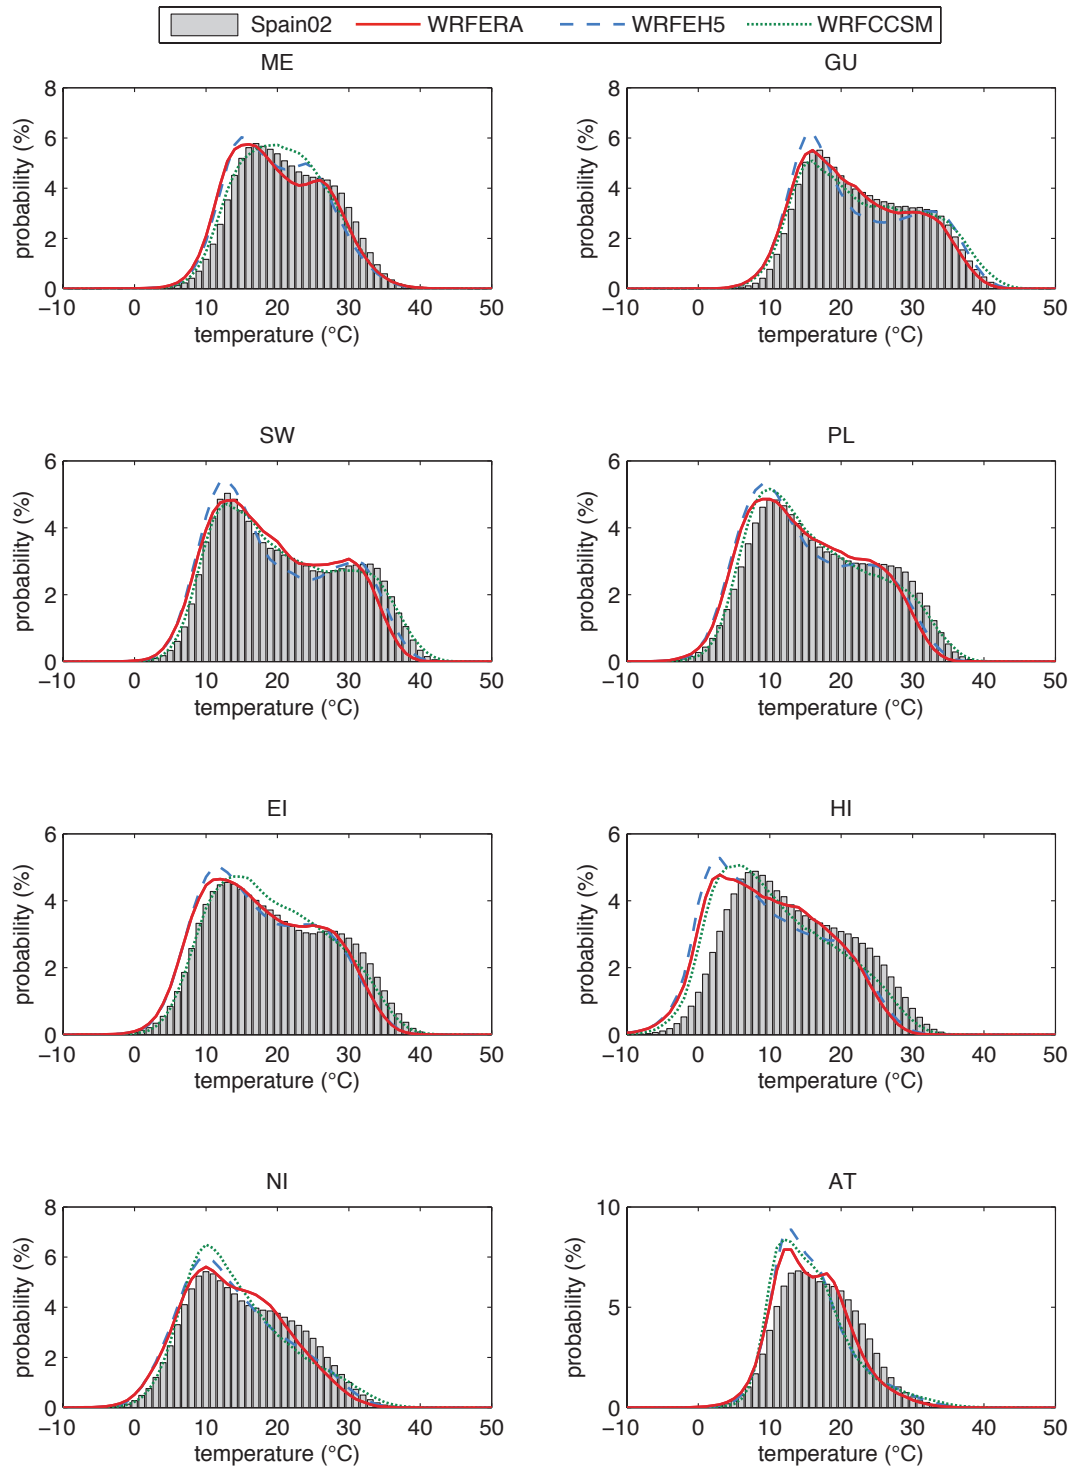 Spain02 WRFERA WRFEH5 WRFCCSM
ME
8
6
4
2
0
probability (%)
−10 0 10 20 30 40 50
temperature (°C)
GU
8
6
4
2
0
probability (%)
−10 0 10 20 30 40 50
temperature (°C)
SW
6
4
2
0
probability (%)
−10 0 10 20 30 40 50
temperature (°C)
PL
6
4
2
0
probability (%)
−10 0 10 20 30 40 50
temperature (°C)
EI
6
4
2
0
probability (%)
−10 0 10 20 30 40 50
temperature (°C)
HI
6
4
2
0
probability (%)
−10 0 10 20 30 40 50
temperature (°C)
NI
8
6
4
2
0
probability (%)
−10 0 10 20 30 40 50
temperature (°C)
AT
10
5
0
probability (%)
−10 0 10 20 30 40 50
temperature (°C)